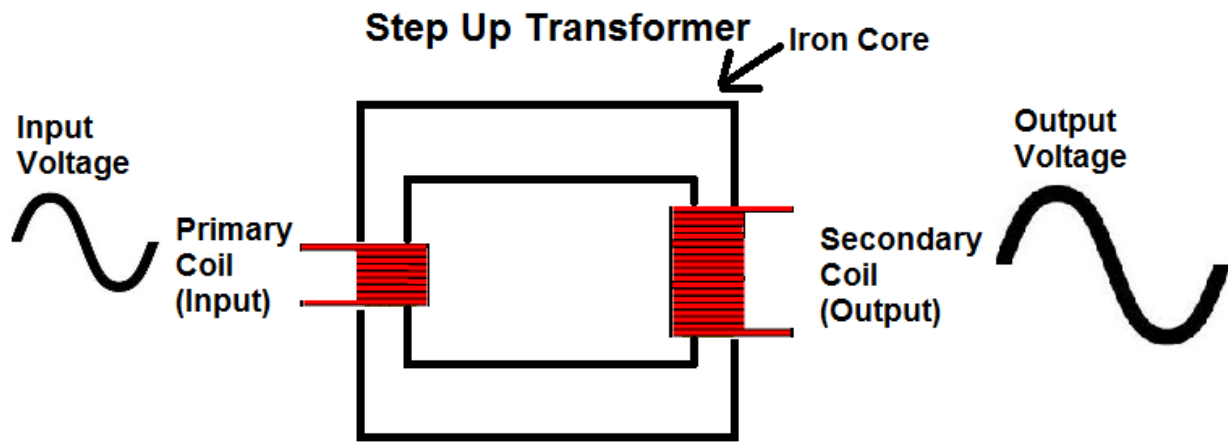 Step Up Transformer
Iron Core
Input
Voltage
Output
Voltage
Primary
Coil
(Input)
Secondary
Coil
(Output)